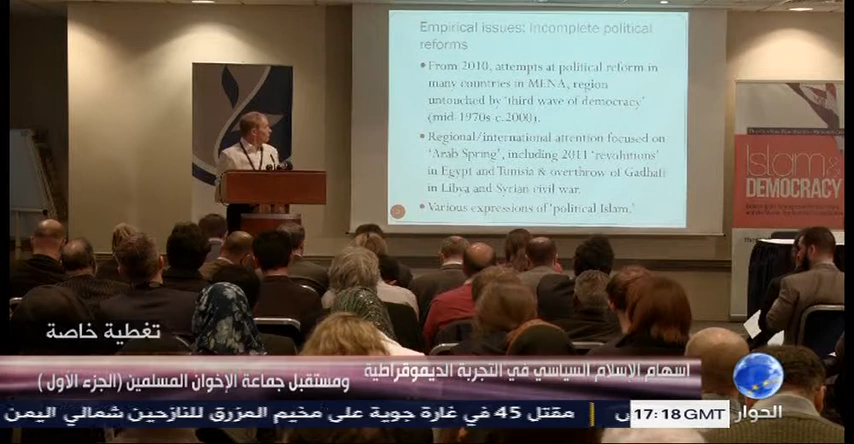 Empirical issues: Incomplete political
reforms
• From 2010, attempts at political reform in
many countries in MENA, region
untouched by 'third wave of democracy'
(mid-1970s-c.2000).
• Regional/international attention focused on
'Arab Spring', including 2011 'revolutions'
in Egypt and Tunisia & overthrow of Gadhafi
in Libya and Syrian civil war.
• Various expressions of 'political Islam.'
Islam &
DEMOCRACY
تغطية خاصة
اسهام الإسلام السياسي في التجربة الديموقراطية
ومستقبل جماعة الإخوان المسلمين (الجزء الأول)
الحوار
17:18 GMT
مقتل 45 في غارة جوية على مخيم المزرق للنازحين شمالي اليمن